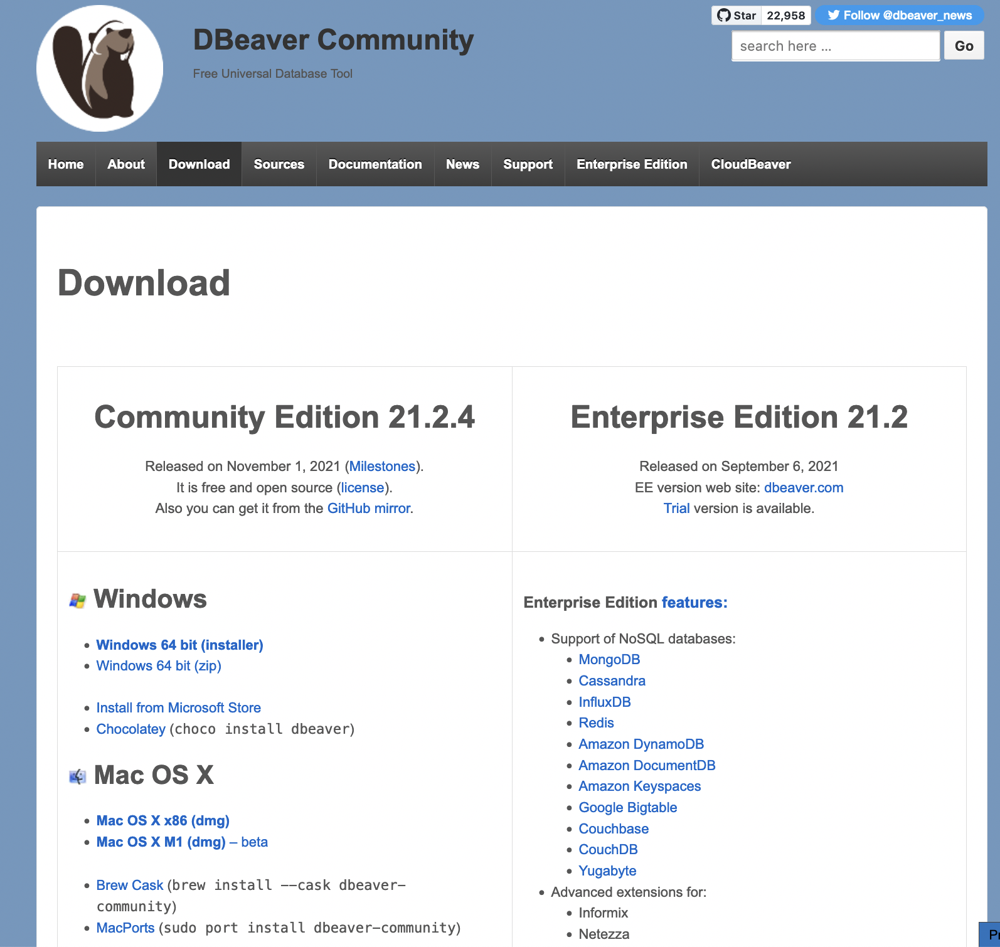 Star 22,958 Follow @dbeaver_news
DBeaver Community
search here ... Go
Free Universal Database Tool
Home About Download Sources Documentation News Support Enterprise Edition CloudBeaver
Download
Community Edition 21.2.4
Released on November 1, 2021 (Milestones).
It is free and open source (license).
Also you can get it from the GitHub mirror.
Enterprise Edition 21.2
Released on September 6, 2021
EE version web site: dbeaver.com
Trial version is available.
Windows
Windows 64 bit (installer)
Windows 64 bit (zip)
Install from Microsoft Store
Chocolatey (choco install dbeaver)
Mac OS X
Mac OS X x86 (dmg)
Mac OS X M1 (dmg) – beta
Brew Cask (brew install --cask dbeaver-
community)
MacPorts (sudo port install dbeaver-community)
Enterprise Edition features:
Support of NoSQL databases:
MongoDB
Cassandra
InfluxDB
Redis
Amazon DynamoDB
Amazon DocumentDB
Amazon Keyspaces
Google Bigtable
Couchbase
CouchDB
Yugabyte
Advanced extensions for:
Informix
Netezza